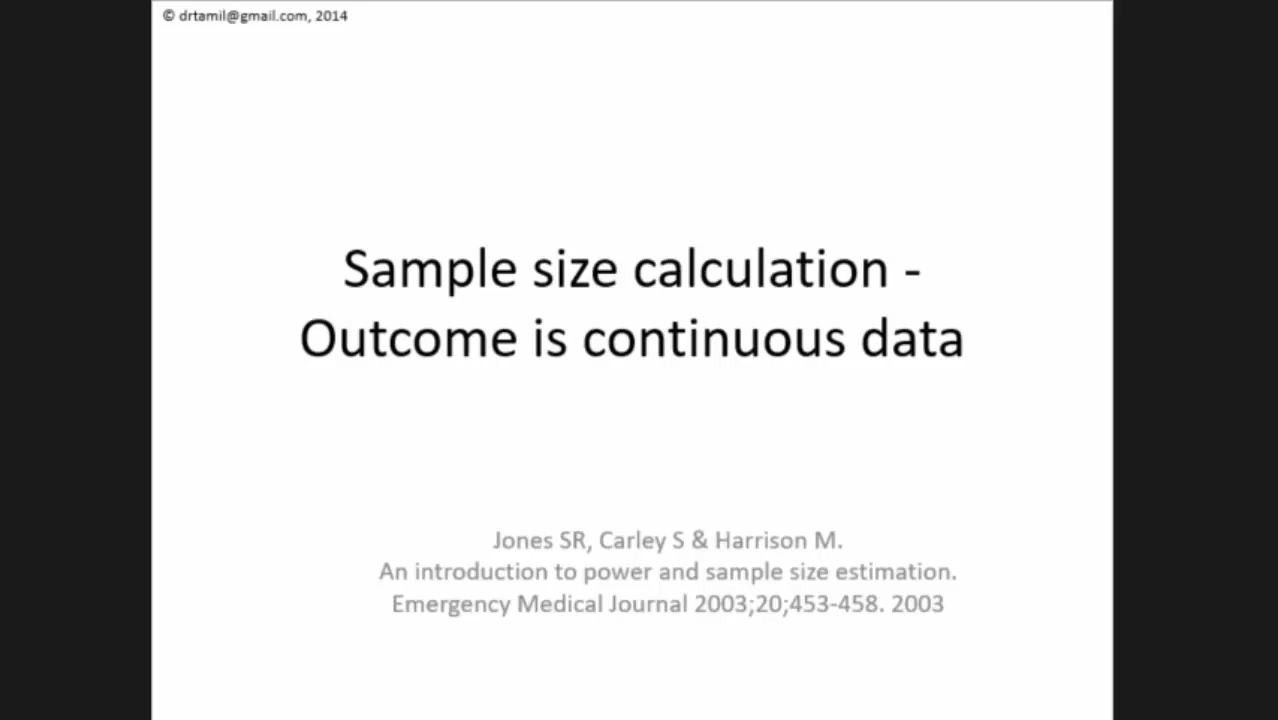 © drtamil@gmail.com, 2014
Sample size calculation -
Outcome is continuous data
Jones SR, Carley S & Harrison M.
An introduction to power and sample size estimation.
Emergency Medical Journal 2003;20;453-458. 2003